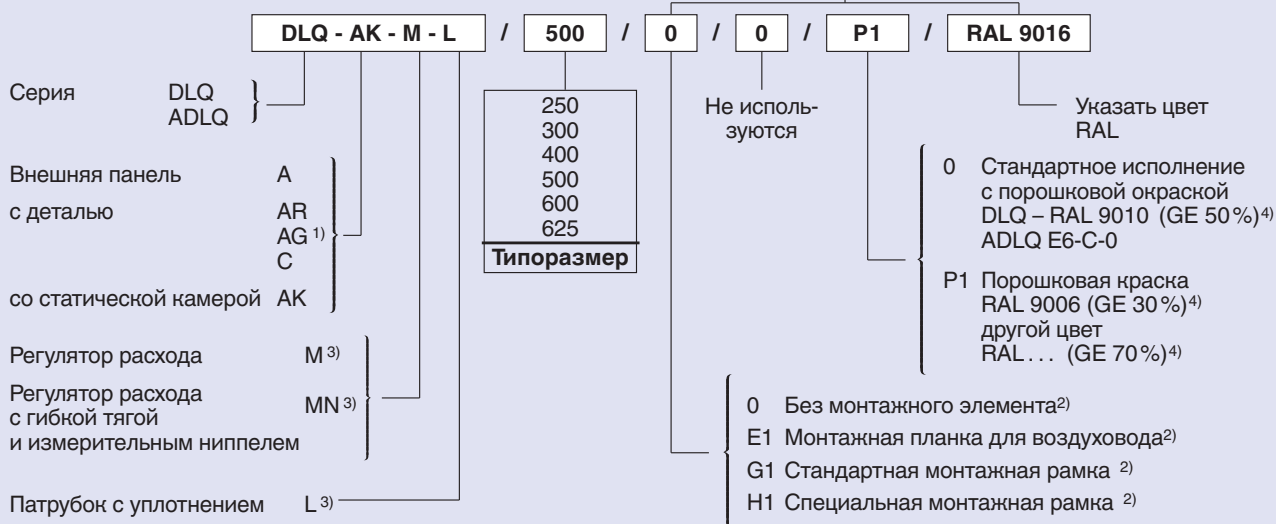 DLQ - AK - M - L / 500 / 0 / 0 / P1 / RAL 9016
Серия DLQ
ADLQ
Внешняя панель A
с деталью AR
AG 1)
C
со статической камерой AK
Регулятор расхода M 3)
Регулятор расхода
с гибкой тягой
и измерительным ниппелем
MN 3)
Патрубок с уплотнением L 3)
250
300
400
500
600
625
Типоразмер
Не исполь-
зуются
Указать цвет
RAL
0 Стандартное исполнение
с порошковой окраской
DLQ – RAL 9010 (GE 50 %) 4)
ADLQ E6-C-0
P1 Порошковая краска
RAL 9006 (GE 30 %) 4)
другой цвет
RAL . . . (GE 70 %) 4)
0 Без монтажного элемента 2)
E1 Монтажная планка для воздуховода 2)
G1 Стандартная монтажная рамка 2)
H1 Специальная монтажная рамка 2)